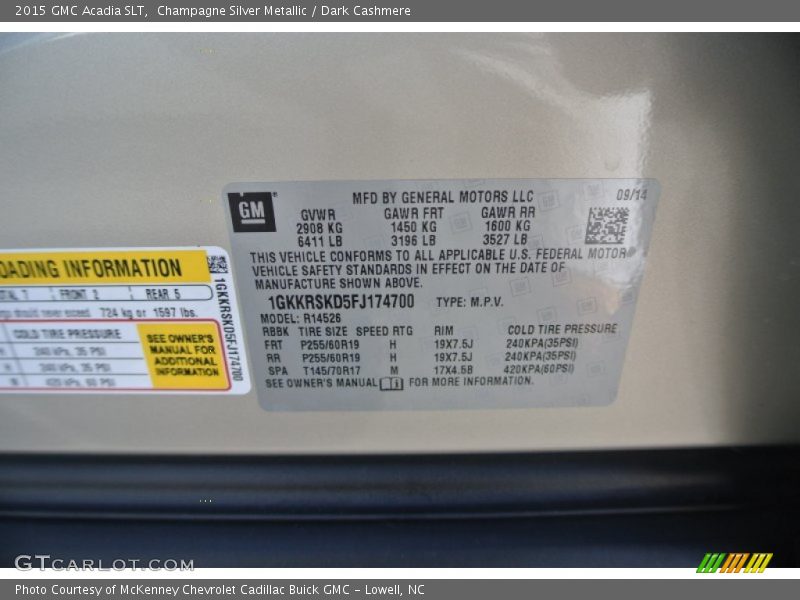 2015 GMC Acadia SLT,  Champagne Silver Metallic / Dark Cashmere
GM
MFD BY GENERAL MOTORS LLC 09/14
GVWR GAWR FRT GAWR RR
2908 KG 1450 KG 1600 KG
6411 LB 3196 LB 3527 LB
THIS VEHICLE CONFORMS TO ALL APPLICABLE U.S. FEDERAL MOTOR
VEHICLE SAFETY STANDARDS IN EFFECT ON THE DATE OF
MANUFACTURE SHOWN ABOVE.
1GKKRSKD5FJ174700 TYPE: M.P.V.
MODEL: R14526
RBBK TIRE SIZE SPEED RTG RIM COLD TIRE PRESSURE
FRT P255/60R19 H 19X7.5J 240KPA(35PSI)
RR P255/60R19 H 19X7.5J 240KPA(35PSI)
SPA T145/70R17 M 17X4.5B 420KPA(60PSI)
SEE OWNER'S MANUAL FOR MORE INFORMATION.
OADING INFORMATION
TAL 7 FRONT 2 REAR 5
should never exceed 724 kg or 1597 lbs.
COLD TIRE PRESSURE
240 kPa, 35 PSI
240 kPa, 35 PSI
420 kPa, 60 PSI
SEE OWNER'S
MANUAL FOR
ADDITIONAL
INFORMATION
1GKKRSKD5FJ174700
GTCARLOT.COM
Photo Courtesy of McKenney Chevrolet Cadillac Buick GMC – Lowell, NC